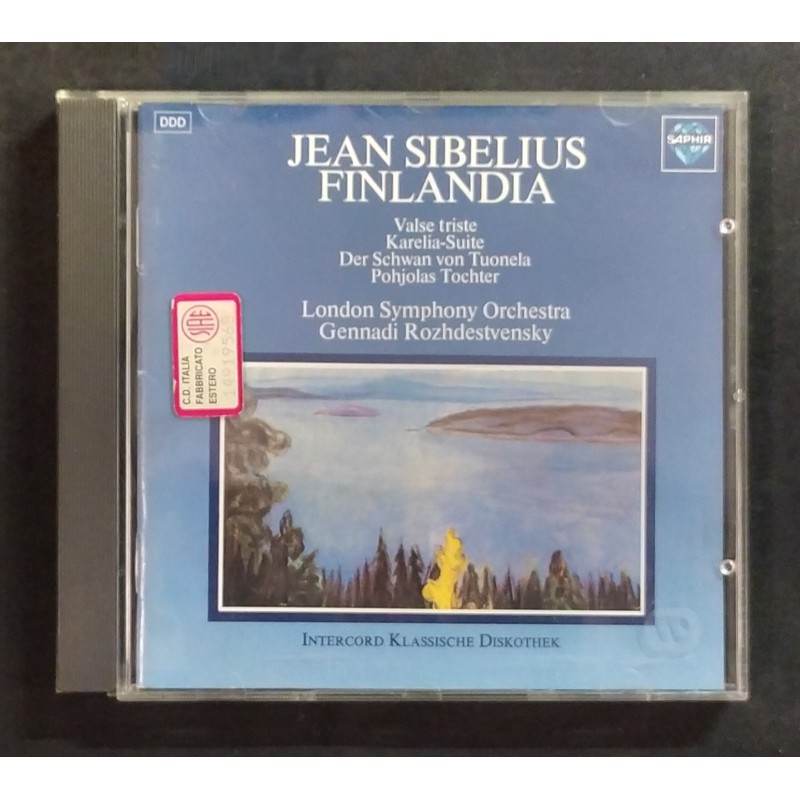 DDD
SAPHIR
JEAN SIBELIUS
FINLANDIA
Valse triste
Karelia-Suite
Der Schwan von Tuonela
Pohjolas Tochter
London Symphony Orchestra
Gennadi Rozhdestvensky
C.D. ITALIA
FABBRICATO
ESTERO
SIAE
INTERCORD KLASSISCHE DISKOTHEK